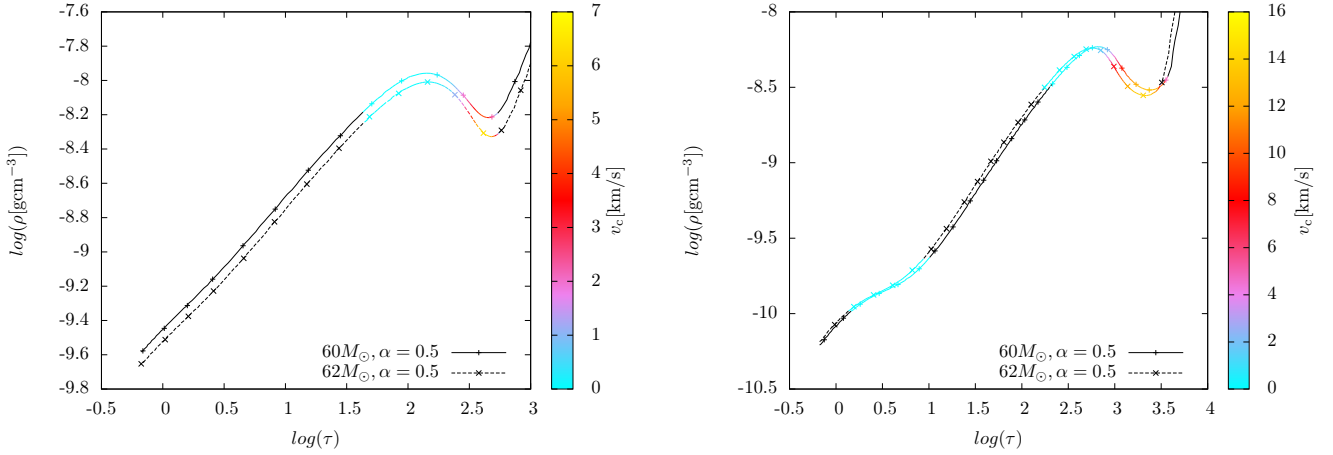 -7.6
-7.8
-8
-8.2
-8.4
-8.6
-8.8
-9
-9.2
-9.4
-9.6
-9.8
log(ρ[gcm⁻³])
-0.5 0 0.5 1 1.5 2 2.5 3
log(τ)
60M⊙, α = 0.5
62M⊙, α = 0.5
7
6
5
4
3
2
1
0
v_c[km/s]
-8
-8.5
-9
-9.5
-10
-10.5
log(ρ[gcm⁻³])
-0.5 0 0.5 1 1.5 2 2.5 3 3.5 4
log(τ)
60M⊙, α = 0.5
62M⊙, α = 0.5
16
14
12
10
8
6
4
2
0
v_c[km/s]